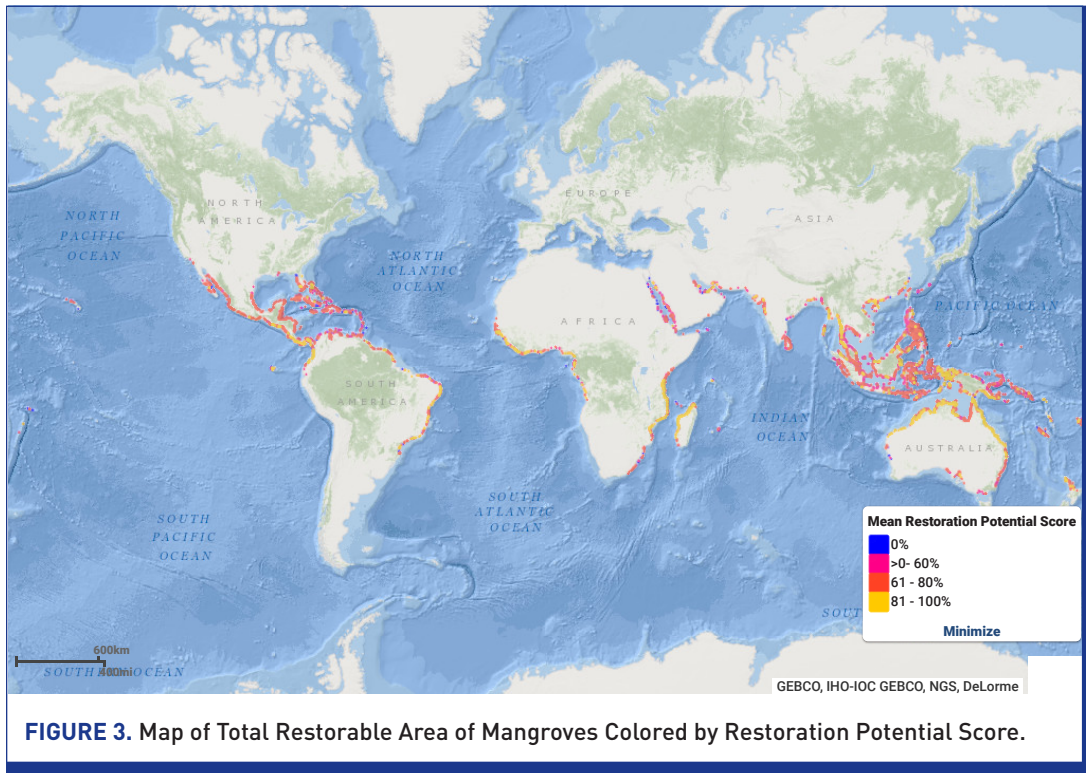 NORTH
AMERICA
EUROPE
ASIA
NORTH
PACIFIC
OCEAN
NORTH
ATLANTIC
OCEAN
PACIFIC OCEAN
AFRICA
SOUTH
AMERICA
INDIAN
OCEAN
AUSTRALIA
SOUTH
ATLANTIC
OCEAN
SOUTH
PACIFIC
OCEAN
Mean Restoration Potential Score
0%
>0- 60%
61 - 80%
81 - 100%
Minimize
SOUT
600km
400mi
OCEAN
GEBCO, IHO-IOC GEBCO, NGS, DeLorme
FIGURE 3. Map of Total Restorable Area of Mangroves Colored by Restoration Potential Score.